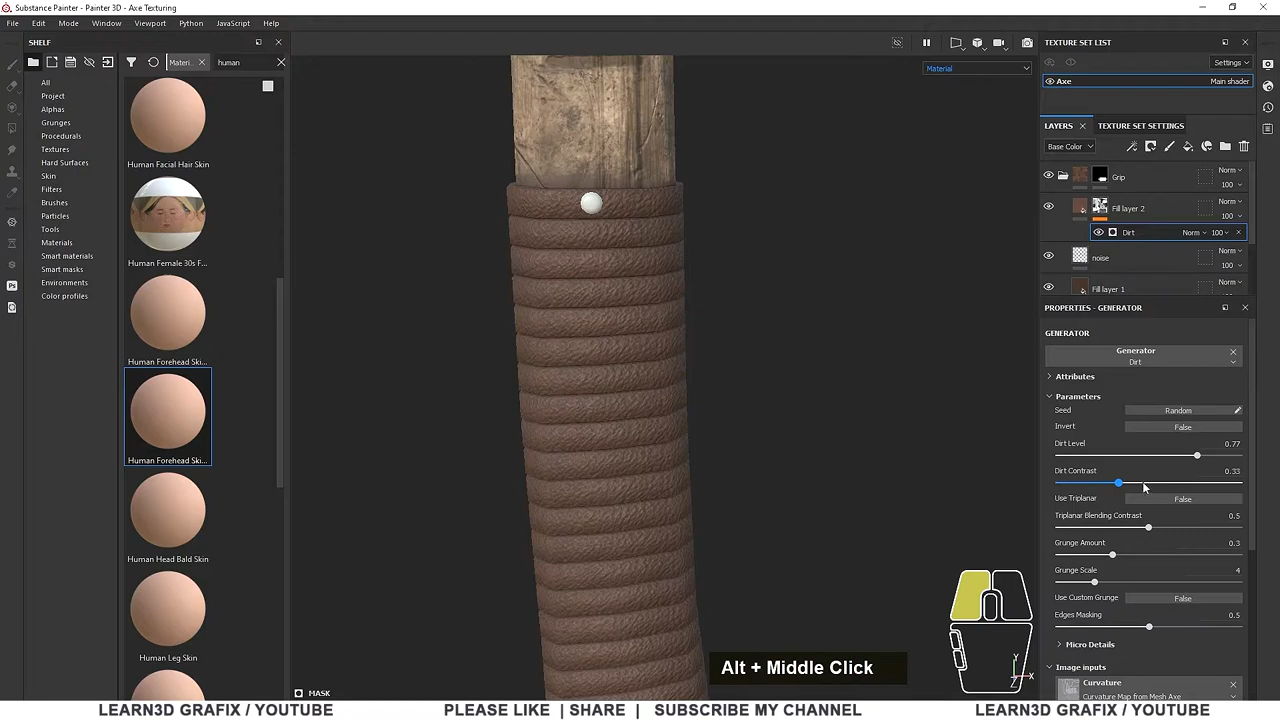 Substance Painter - Painter 3D - Axe Texturing
File Edit Mode Window Viewport Python JavaScript Help
SHELF
Materi... human
All
Project
Alphas
Grunges
Procedurals
Textures
Hard Surfaces
Skin
Filters
Brushes
Particles
Tools
Materials
Smart materials
Smart masks
Environments
Color profiles
Human Facial Hair Skin
Human Female 30s F...
Human Forehead Ski...
Human Forehead Ski...
Human Head Bald Skin
Human Leg Skin
Material
MASK
Alt + Middle Click
Y
X
Z
TEXTURE SET LIST
Settings
Axe Main shader
LAYERS TEXTURE SET SETTINGS
Base Color
Grip Norm
100
Fill layer 2 Norm
100
Dirt Norm 100
noise Norm
100
Fill layer 1 Norm
100
PROPERTIES - GENERATOR
GENERATOR
Generator
Dirt
Attributes
Parameters
Seed Random
Invert False
Dirt Level 0.77
Dirt Contrast 0.33
Use Triplanar False
Triplanar Blending Contrast 0.5
Grunge Amount 0.3
Grunge Scale 4
Use Custom Grunge False
Edges Masking 0.5
Micro Details
Image inputs
Curvature
Curvature Map from Mesh Axe
Ps
LEARN3D GRAFIX / YOUTUBE PLEASE LIKE | SHARE | SUBSCRIBE MY CHANNEL LEARN3D GRAFIX / YOUTUBE